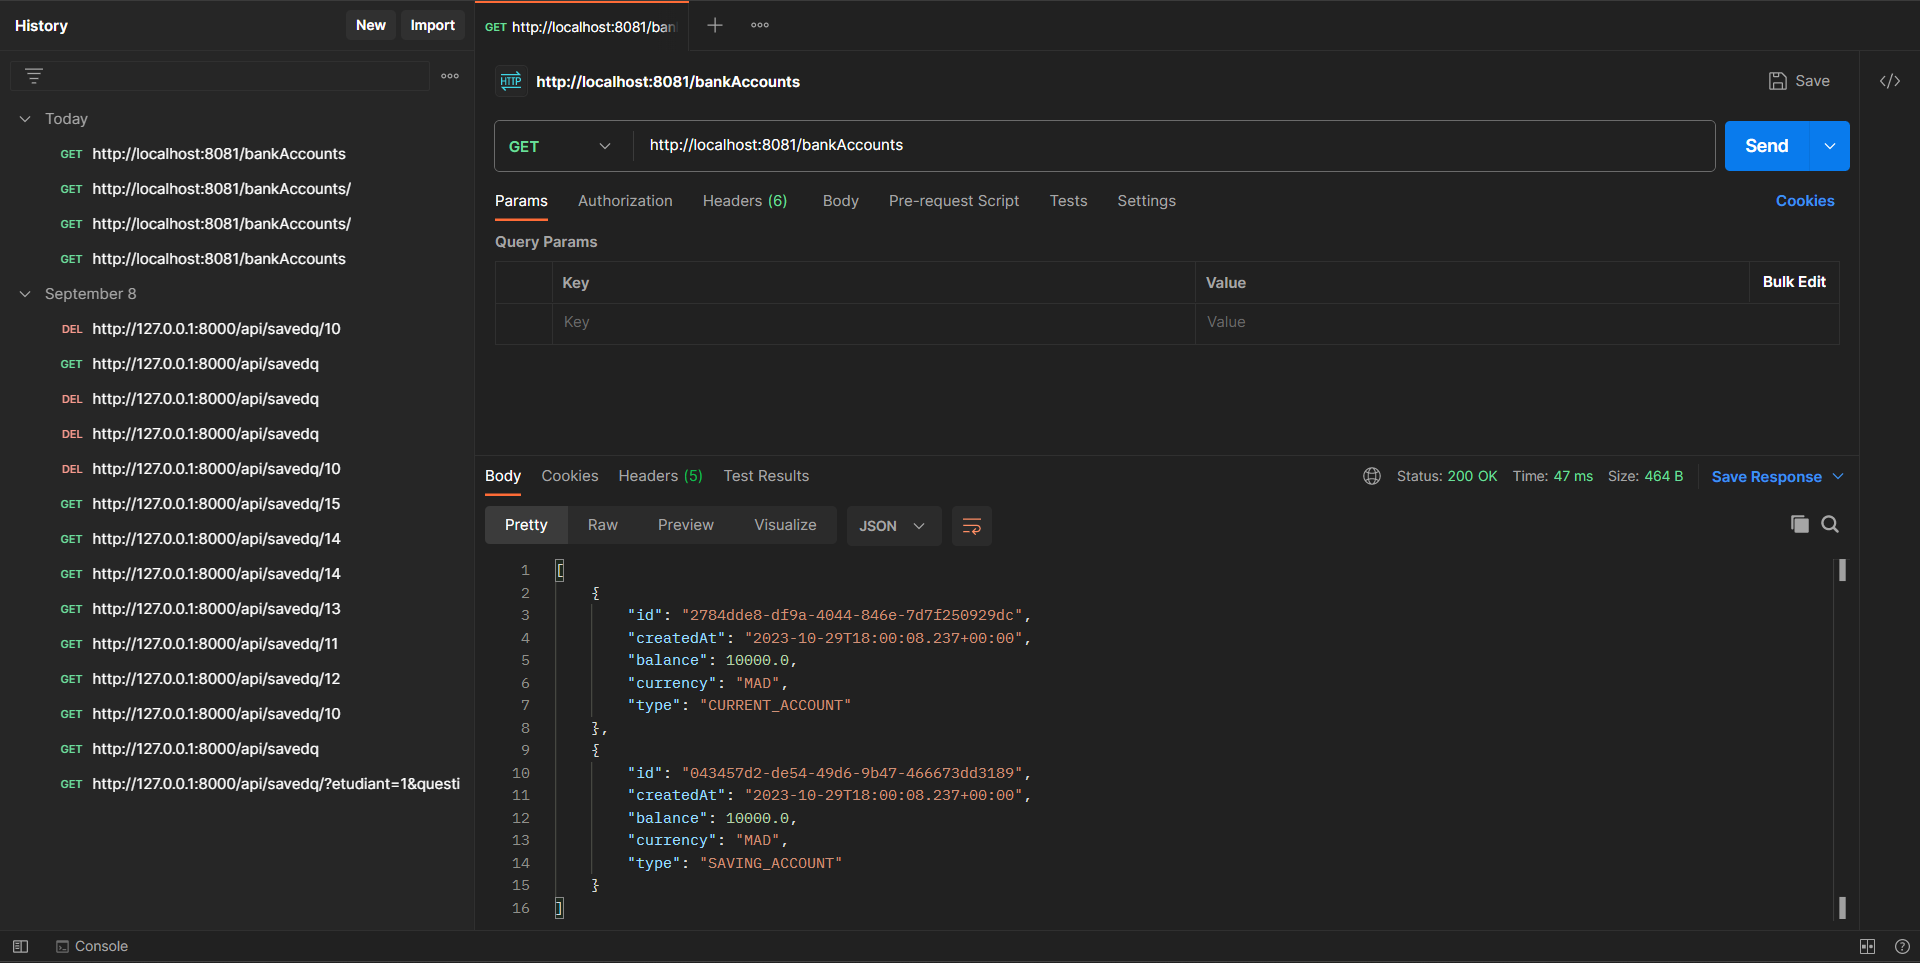 History
New
Import
Today
GET http://localhost:8081/bankAccounts
GET http://localhost:8081/bankAccounts/
GET http://localhost:8081/bankAccounts/
GET http://localhost:8081/bankAccounts
September 8
DEL http://127.0.0.1:8000/api/savedq/10
GET http://127.0.0.1:8000/api/savedq
DEL http://127.0.0.1:8000/api/savedq
DEL http://127.0.0.1:8000/api/savedq
DEL http://127.0.0.1:8000/api/savedq/10
GET http://127.0.0.1:8000/api/savedq/15
GET http://127.0.0.1:8000/api/savedq/14
GET http://127.0.0.1:8000/api/savedq/14
GET http://127.0.0.1:8000/api/savedq/13
GET http://127.0.0.1:8000/api/savedq/11
GET http://127.0.0.1:8000/api/savedq/12
GET http://127.0.0.1:8000/api/savedq/10
GET http://127.0.0.1:8000/api/savedq
GET http://127.0.0.1:8000/api/savedq/?etudiant=1&questi
GET http://localhost:8081/ban
HTTP http://localhost:8081/bankAccounts
Save
</>
GET http://localhost:8081/bankAccounts
Send
Params Authorization Headers (6) Body Pre-request Script Tests Settings
Cookies
Query Params
Key Value Bulk Edit
Key Value
Body Cookies Headers (5) Test Results
Status: 200 OK Time: 47 ms Size: 464 B Save Response
Pretty Raw Preview Visualize JSON
1 [
2 {
3 "id": "2784dde8-df9a-4044-846e-7d7f250929dc",
4 "createdAt": "2023-10-29T18:00:08.237+00:00",
5 "balance": 10000.0,
6 "currency": "MAD",
7 "type": "CURRENT_ACCOUNT"
8 },
9 {
10 "id": "043457d2-de54-49d6-9b47-466673dd3189",
11 "createdAt": "2023-10-29T18:00:08.237+00:00",
12 "balance": 10000.0,
13 "currency": "MAD",
14 "type": "SAVING_ACCOUNT"
15 }
16 ]
Console